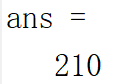 ans =
210